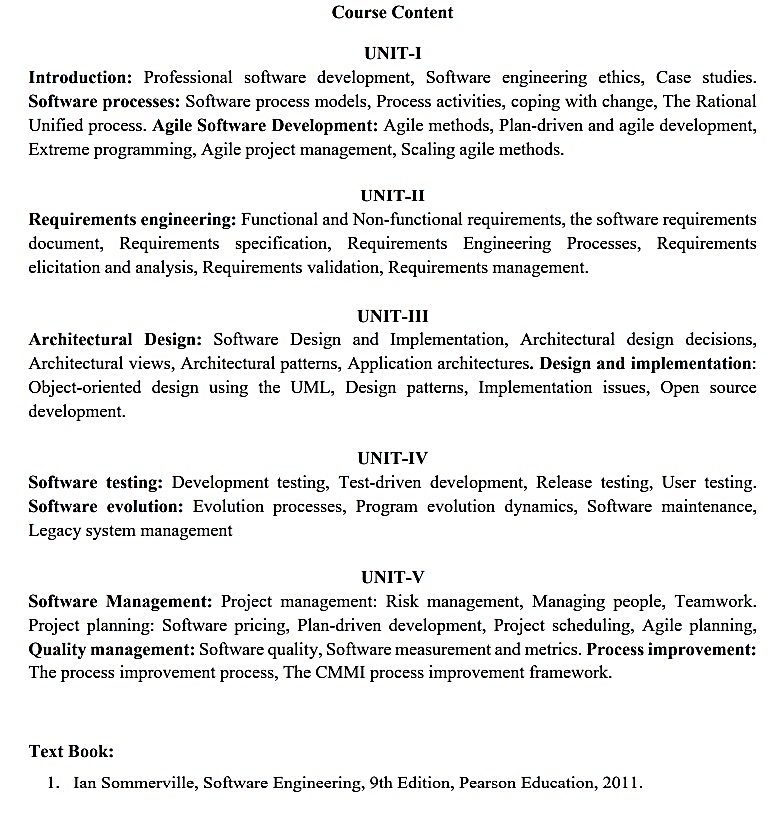 Course Content
UNIT-I
Introduction: Professional software development, Software engineering ethics, Case studies.
Software processes: Software process models, Process activities, coping with change, The Rational
Unified process. Agile Software Development: Agile methods, Plan-driven and agile development,
Extreme programming, Agile project management, Scaling agile methods.
UNIT-II
Requirements engineering: Functional and Non-functional requirements, the software requirements
document, Requirements specification, Requirements Engineering Processes, Requirements
elicitation and analysis, Requirements validation, Requirements management.
UNIT-III
Architectural Design: Software Design and Implementation, Architectural design decisions,
Architectural views, Architectural patterns, Application architectures. Design and implementation:
Object-oriented design using the UML, Design patterns, Implementation issues, Open source
development.
UNIT-IV
Software testing: Development testing, Test-driven development, Release testing, User testing.
Software evolution: Evolution processes, Program evolution dynamics, Software maintenance,
Legacy system management
UNIT-V
Software Management: Project management: Risk management, Managing people, Teamwork.
Project planning: Software pricing, Plan-driven development, Project scheduling, Agile planning,
Quality management: Software quality, Software measurement and metrics. Process improvement:
The process improvement process, The CMMI process improvement framework.
Text Book:
1. Ian Sommerville, Software Engineering, 9th Edition, Pearson Education, 2011.